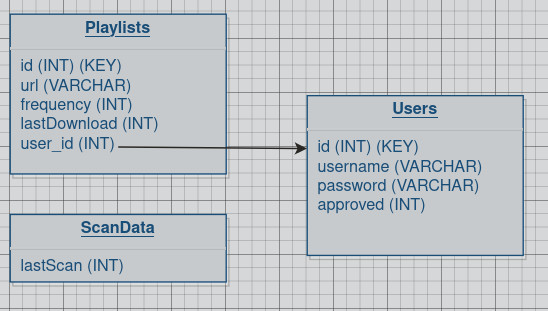 Playlists
id (INT) (KEY)
url (VARCHAR)
frequency (INT)
lastDownload (INT)
user_id (INT)
Users
id (INT) (KEY)
username (VARCHAR)
password (VARCHAR)
approved (INT)
ScanData
lastScan (INT)